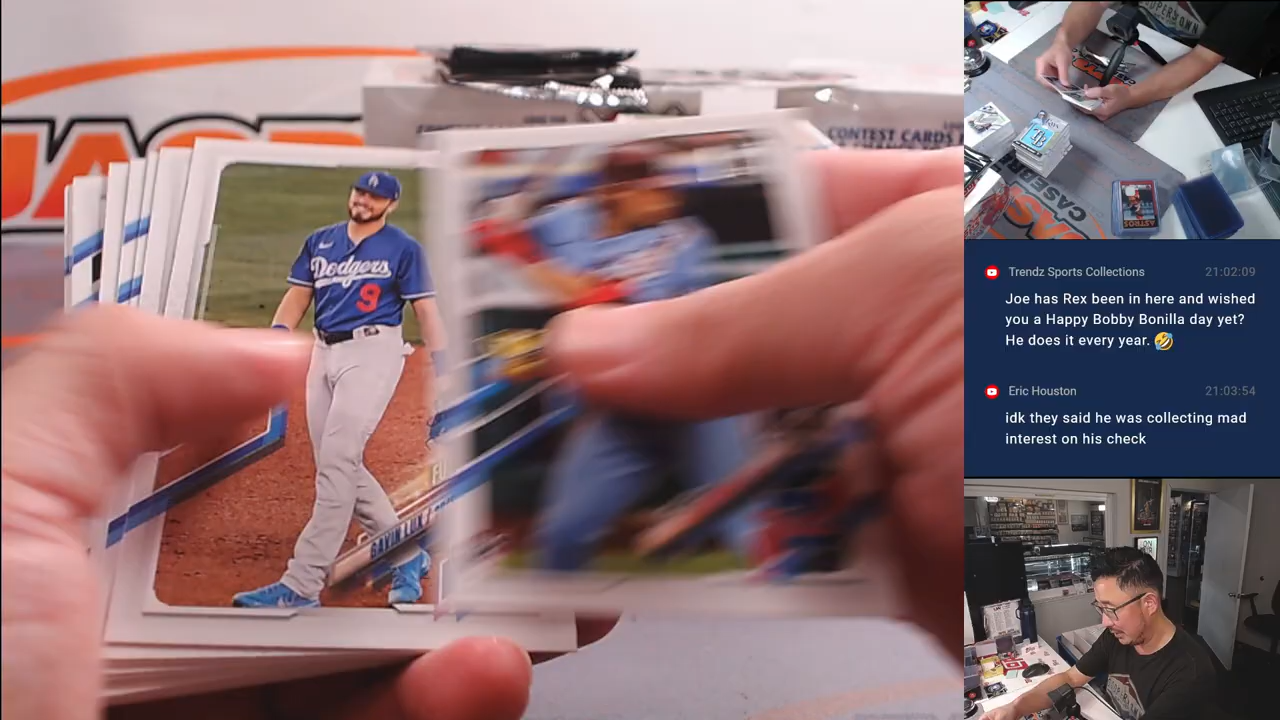 CONTEST CARDS
Dodgers
9
GAVIN LUX
CASEB
ASTROS
Trendz Sports Collections
21:02:09
Joe has Rex been in here and wished
you a Happy Bobby Bonilla day yet?
He does it every year. 🤣
Eric Houston
21:03:54
idk they said he was collecting mad
interest on his check